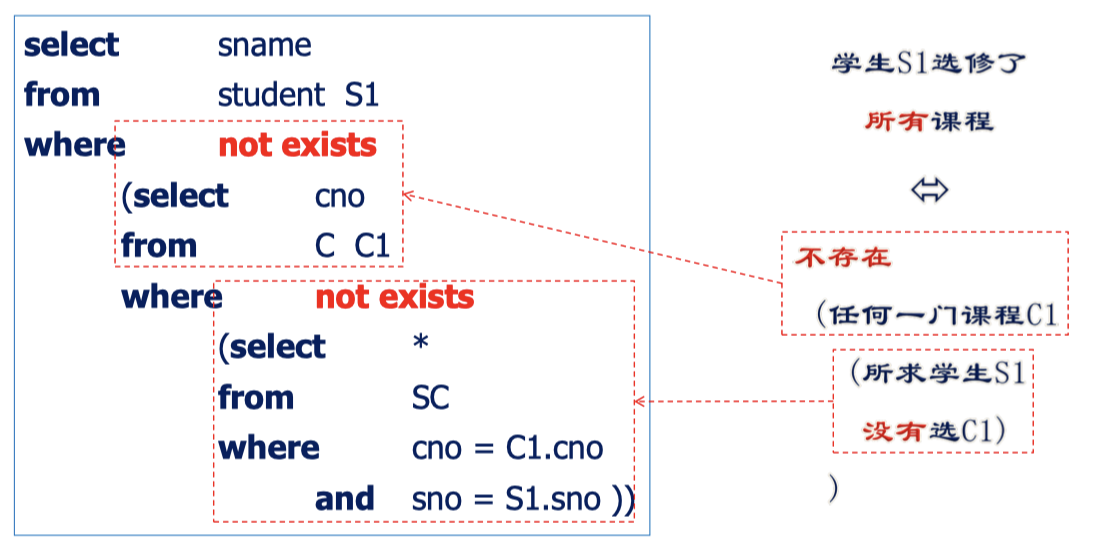 select sname
from student S1
where not exists
(select cno
from C C1
where not exists
(select *
from SC
where cno = C1.cno
and sno = S1.sno ))
学生S1选修了
所有课程
⇔
不存在
(任何一门课程C1
(所求学生S1
没有选C1)
)